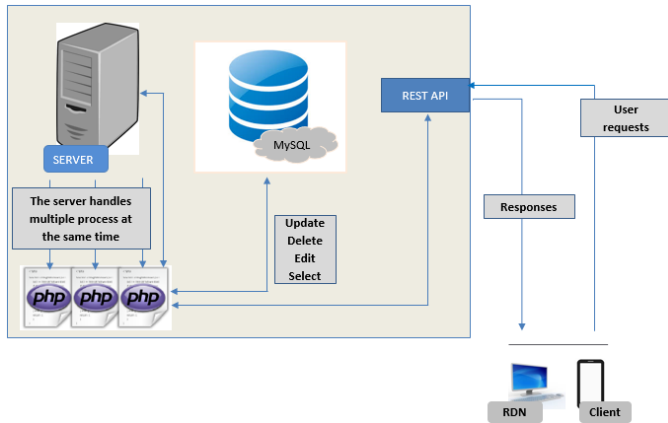 SERVER
MySQL
REST API
User
requests
The server handles
multiple process at
the same time
Update
Delete
Edit
Select
Responses
php
php
php
RDN
Client